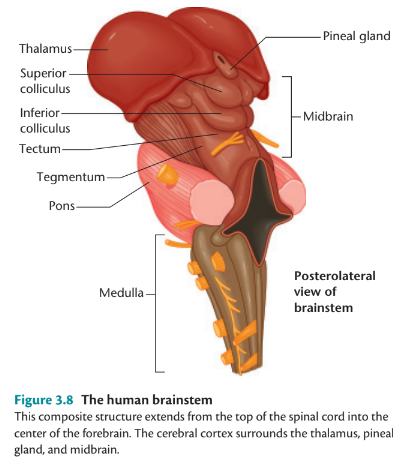 Pineal gland
Thalamus
Superior
colliculus
Inferior
colliculus
Midbrain
Tectum
Tegmentum
Pons
Medulla
Posterolateral
view of
brainstem
Figure 3.8 The human brainstem
This composite structure extends from the top of the spinal cord into the
center of the forebrain. The cerebral cortex surrounds the thalamus, pineal
gland, and midbrain.